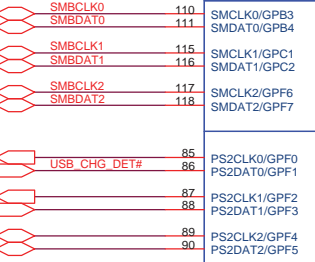 SMBCLK0 110 SMCLK0/GPB3
SMBDAT0 111 SMDAT0/GPB4
SMBCLK1 115 SMCLK1/GPC1
SMBDAT1 116 SMDAT1/GPC2
SMBCLK2 117 SMCLK2/GPF6
SMBDAT2 118 SMDAT2/GPF7
85 PS2CLK0/GPF0
USB_CHG_DET# 86 PS2DAT0/GPF1
87 PS2CLK1/GPF2
88 PS2DAT1/GPF3
89 PS2CLK2/GPF4
90 PS2DAT2/GPF5